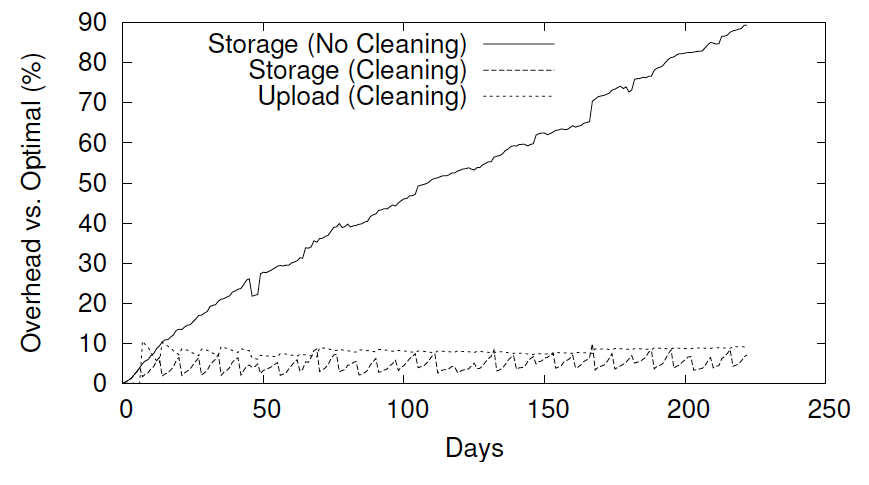 Overhead vs. Optimal (%)
90
80
70
60
50
40
30
20
10
0
Storage (No Cleaning)
Storage (Cleaning)
Upload (Cleaning)
0 50 100 150 200 250
Days